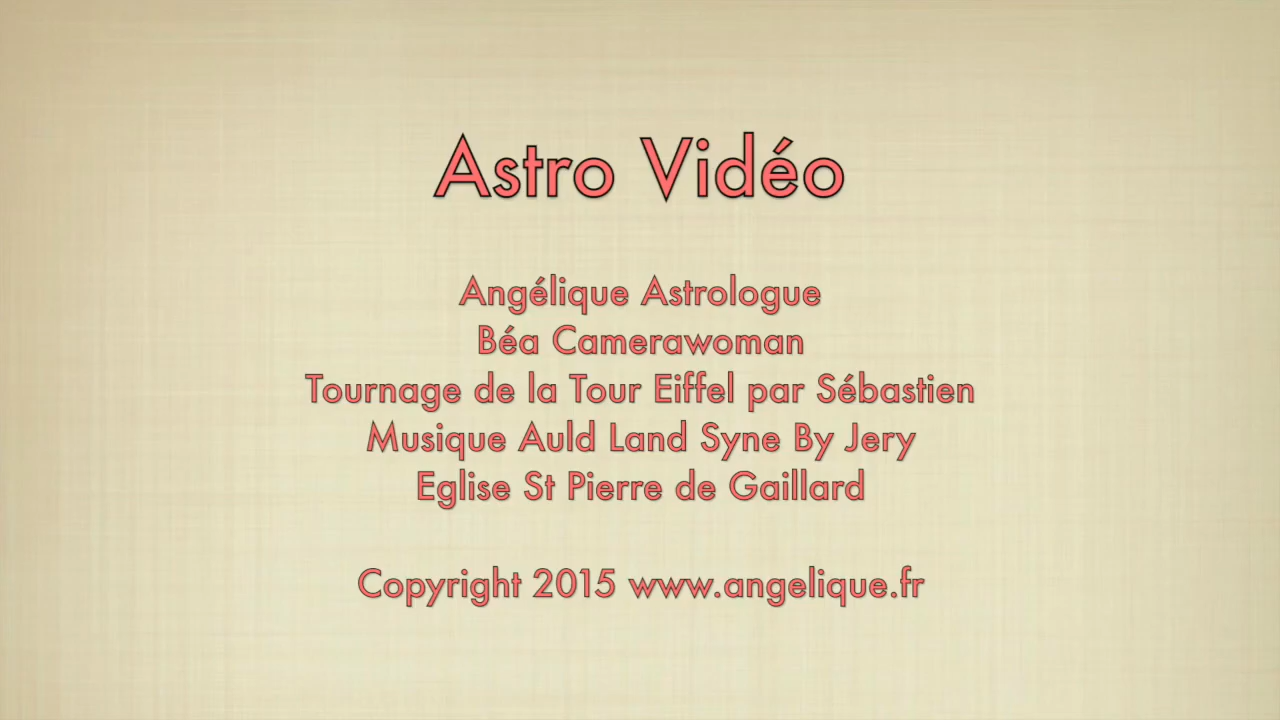 Astro Vidéo
Angélique Astrologue
Béa Camerawoman
Tournage de la Tour Eiffel par Sébastien
Musique Auld Land Syne By Jery
Eglise St Pierre de Gaillard
Copyright 2015 www.angelique.fr